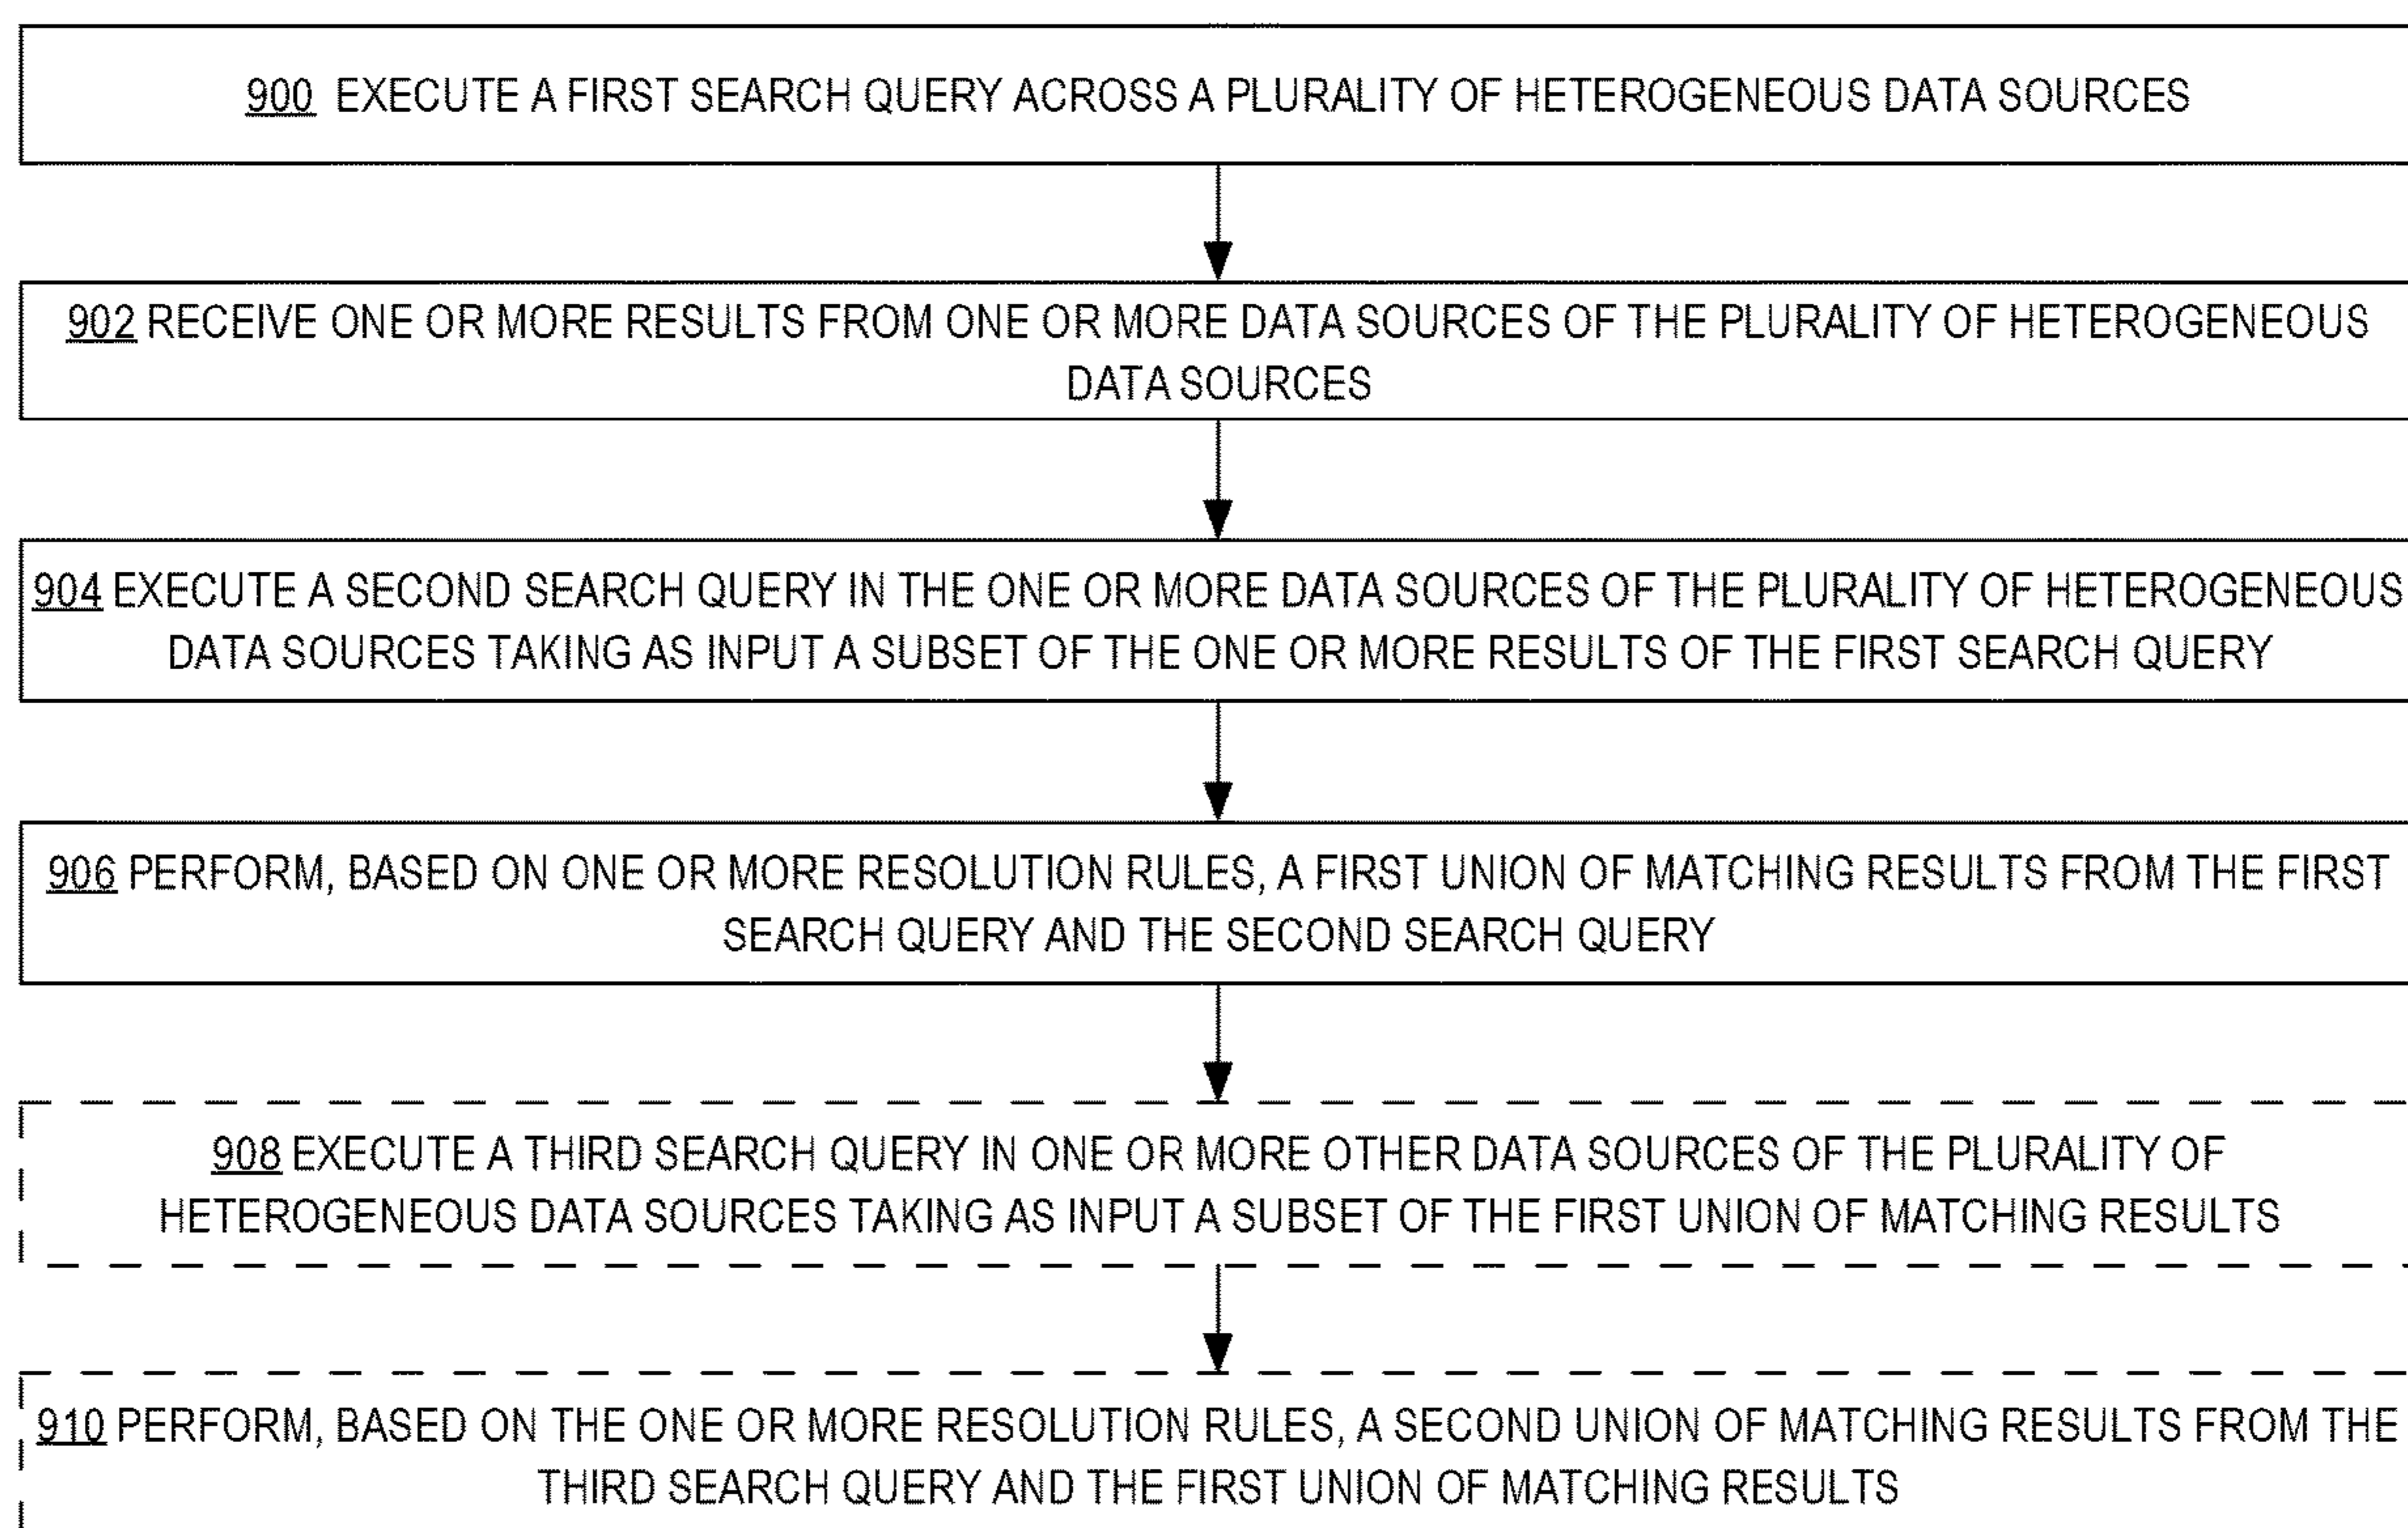 900 EXECUTE A FIRST SEARCH QUERY ACROSS A PLURALITY OF HETEROGENEOUS DATA SOURCES
902 RECEIVE ONE OR MORE RESULTS FROM ONE OR MORE DATA SOURCES OF THE PLURALITY OF HETEROGENEOUS
DATA SOURCES
904 EXECUTE A SECOND SEARCH QUERY IN THE ONE OR MORE DATA SOURCES OF THE PLURALITY OF HETEROGENEOUS
DATA SOURCES TAKING AS INPUT A SUBSET OF THE ONE OR MORE RESULTS OF THE FIRST SEARCH QUERY
906 PERFORM, BASED ON ONE OR MORE RESOLUTION RULES, A FIRST UNION OF MATCHING RESULTS FROM THE FIRST
SEARCH QUERY AND THE SECOND SEARCH QUERY
908 EXECUTE A THIRD SEARCH QUERY IN ONE OR MORE OTHER DATA SOURCES OF THE PLURALITY OF
HETEROGENEOUS DATA SOURCES TAKING AS INPUT A SUBSET OF THE FIRST UNION OF MATCHING RESULTS
910 PERFORM, BASED ON THE ONE OR MORE RESOLUTION RULES, A SECOND UNION OF MATCHING RESULTS FROM THE
THIRD SEARCH QUERY AND THE FIRST UNION OF MATCHING RESULTS